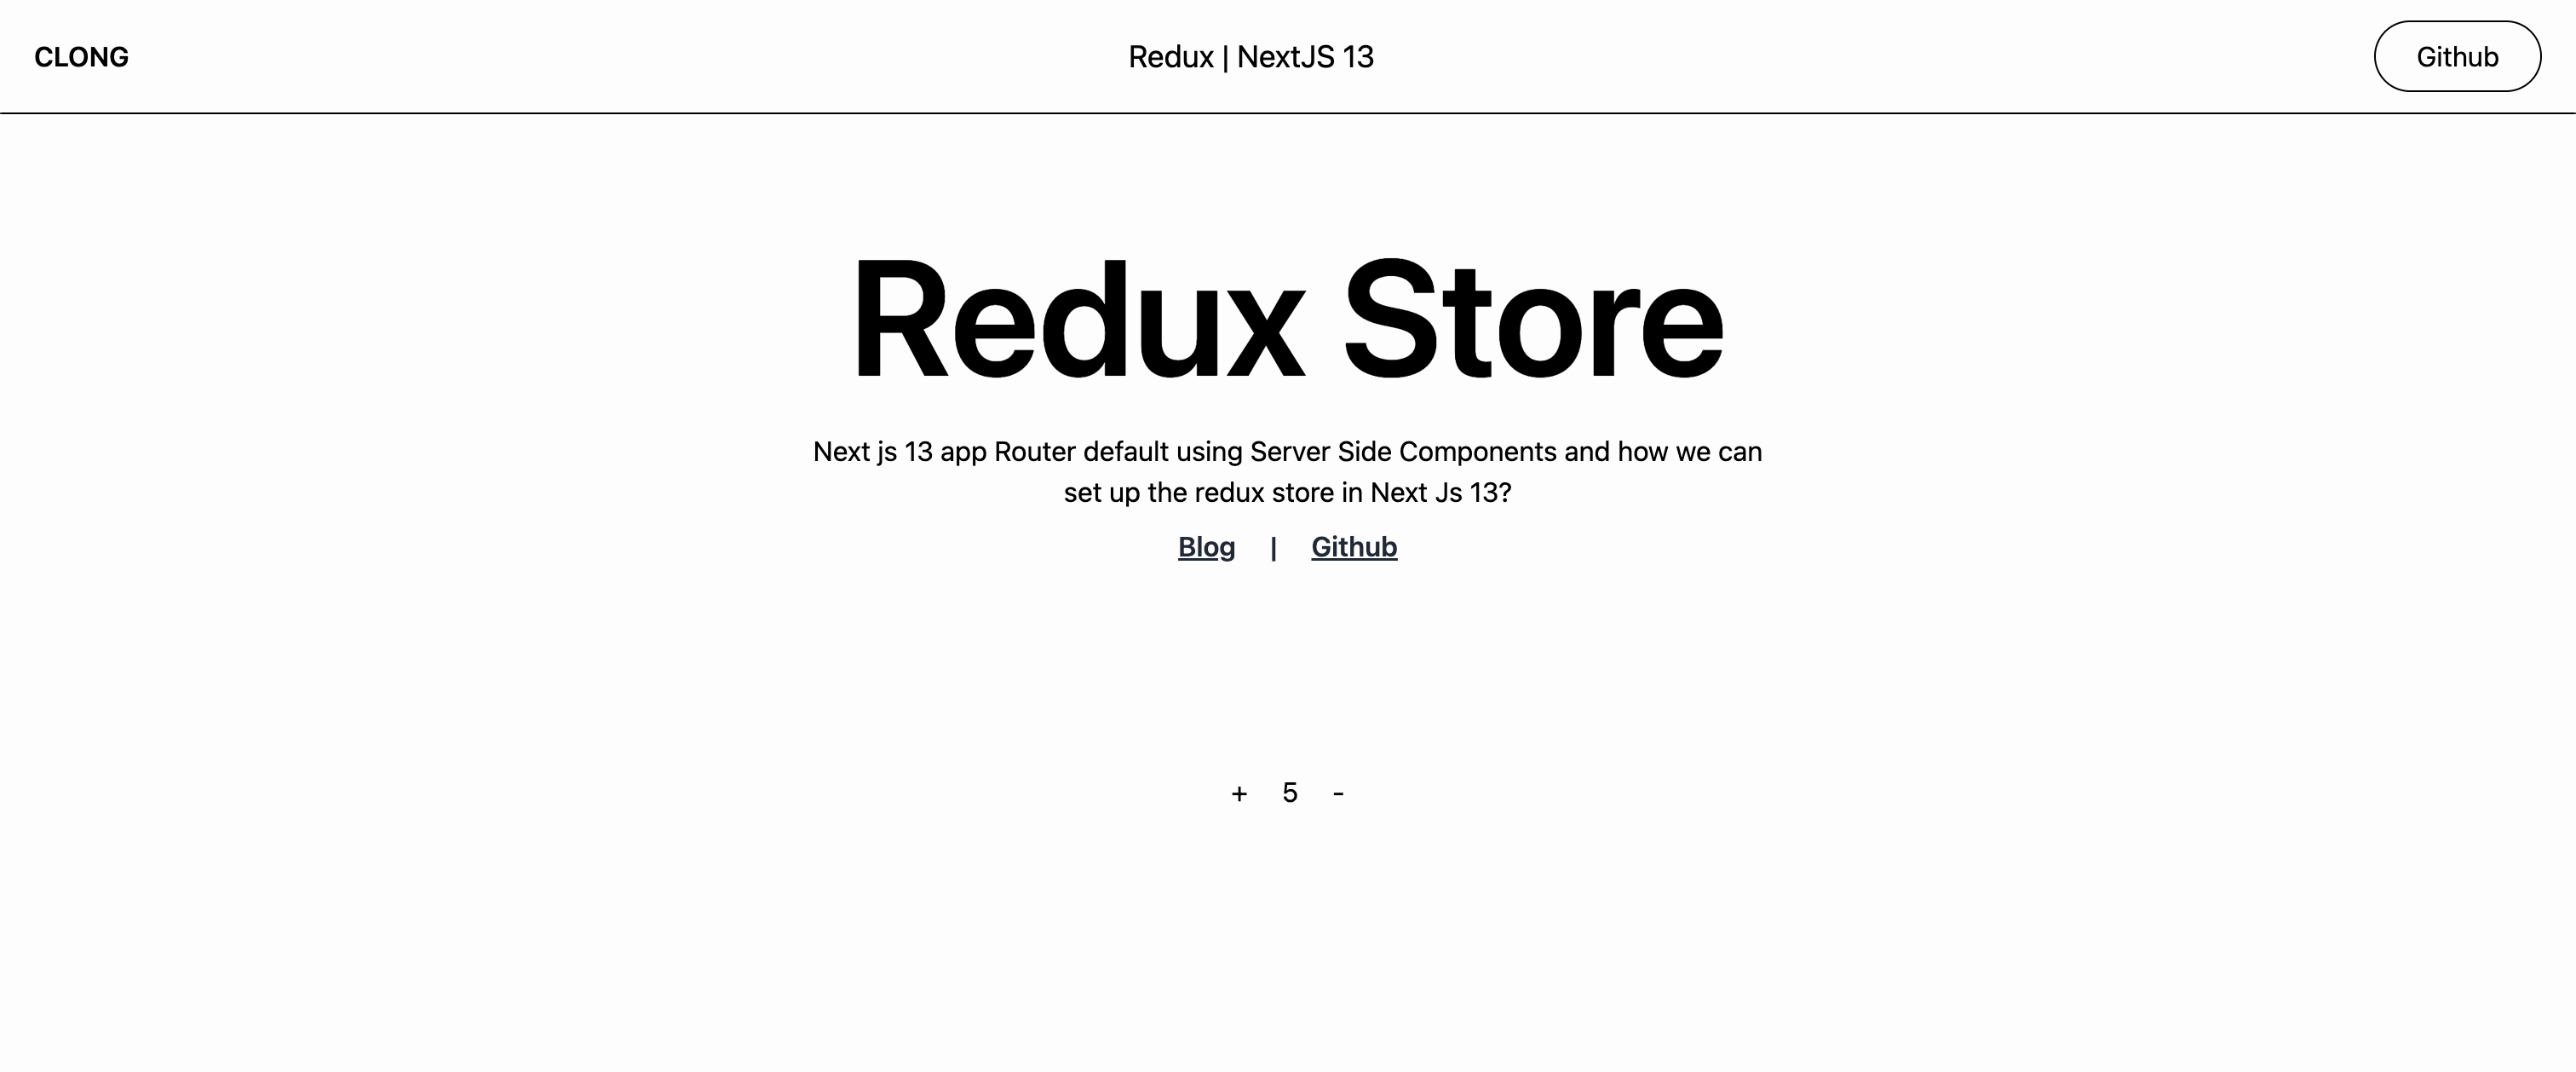 CLONG
Redux | NextJS 13
Github
Redux Store
Next js 13 app Router default using Server Side Components and how we can
set up the redux store in Next Js 13?
Blog | Github
+ 5 -